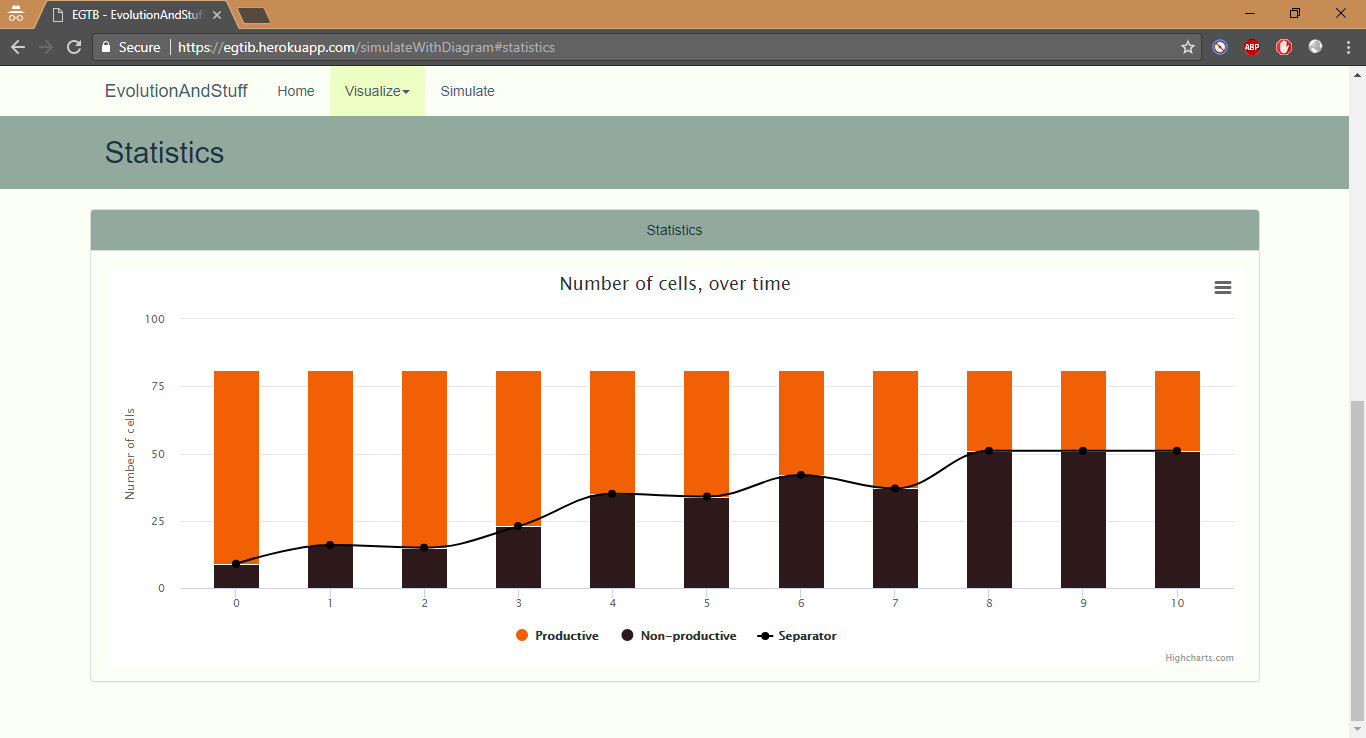 EGTB - EvolutionAndStuf
Secure https://egtib.herokuapp.com/simulateWithDiagram#statistics
ABP
EvolutionAndStuff Home Visualize Simulate
Statistics
Statistics
Number of cells, over time
Number of cells
100
75
50
25
0
0 1 2 3 4 5 6 7 8 9 10
Productive Non-productive Separator
Highcharts.com